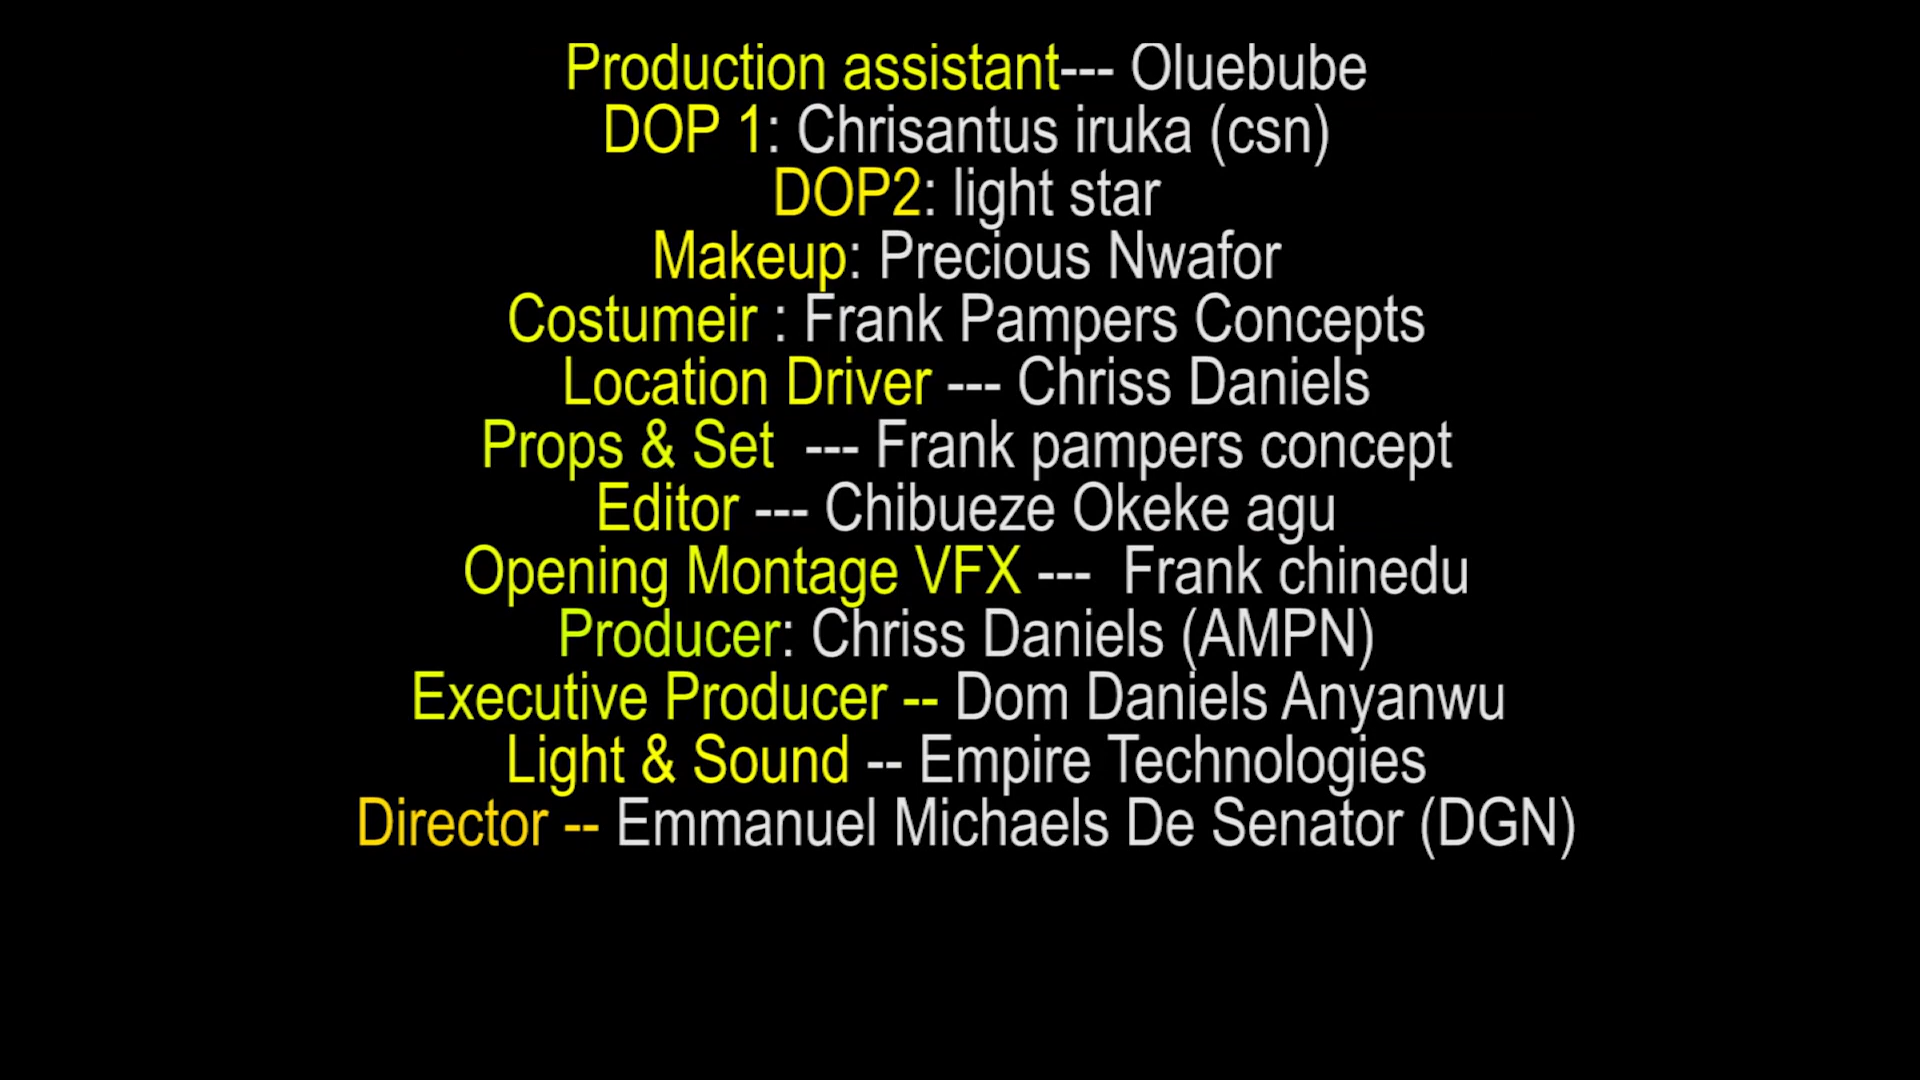 Production assistant--- Oluebube
DOP 1: Chrisantus iruka (csn)
DOP2: light star
Makeup: Precious Nwafor
Costumeir : Frank Pampers Concepts
Location Driver --- Chriss Daniels
Props & Set  --- Frank pampers concept
Editor --- Chibueze Okeke agu
Opening Montage VFX ---  Frank chinedu
Producer: Chriss Daniels (AMPN)
Executive Producer -- Dom Daniels Anyanwu
Light & Sound -- Empire Technologies
Director -- Emmanuel Michaels De Senator (DGN)